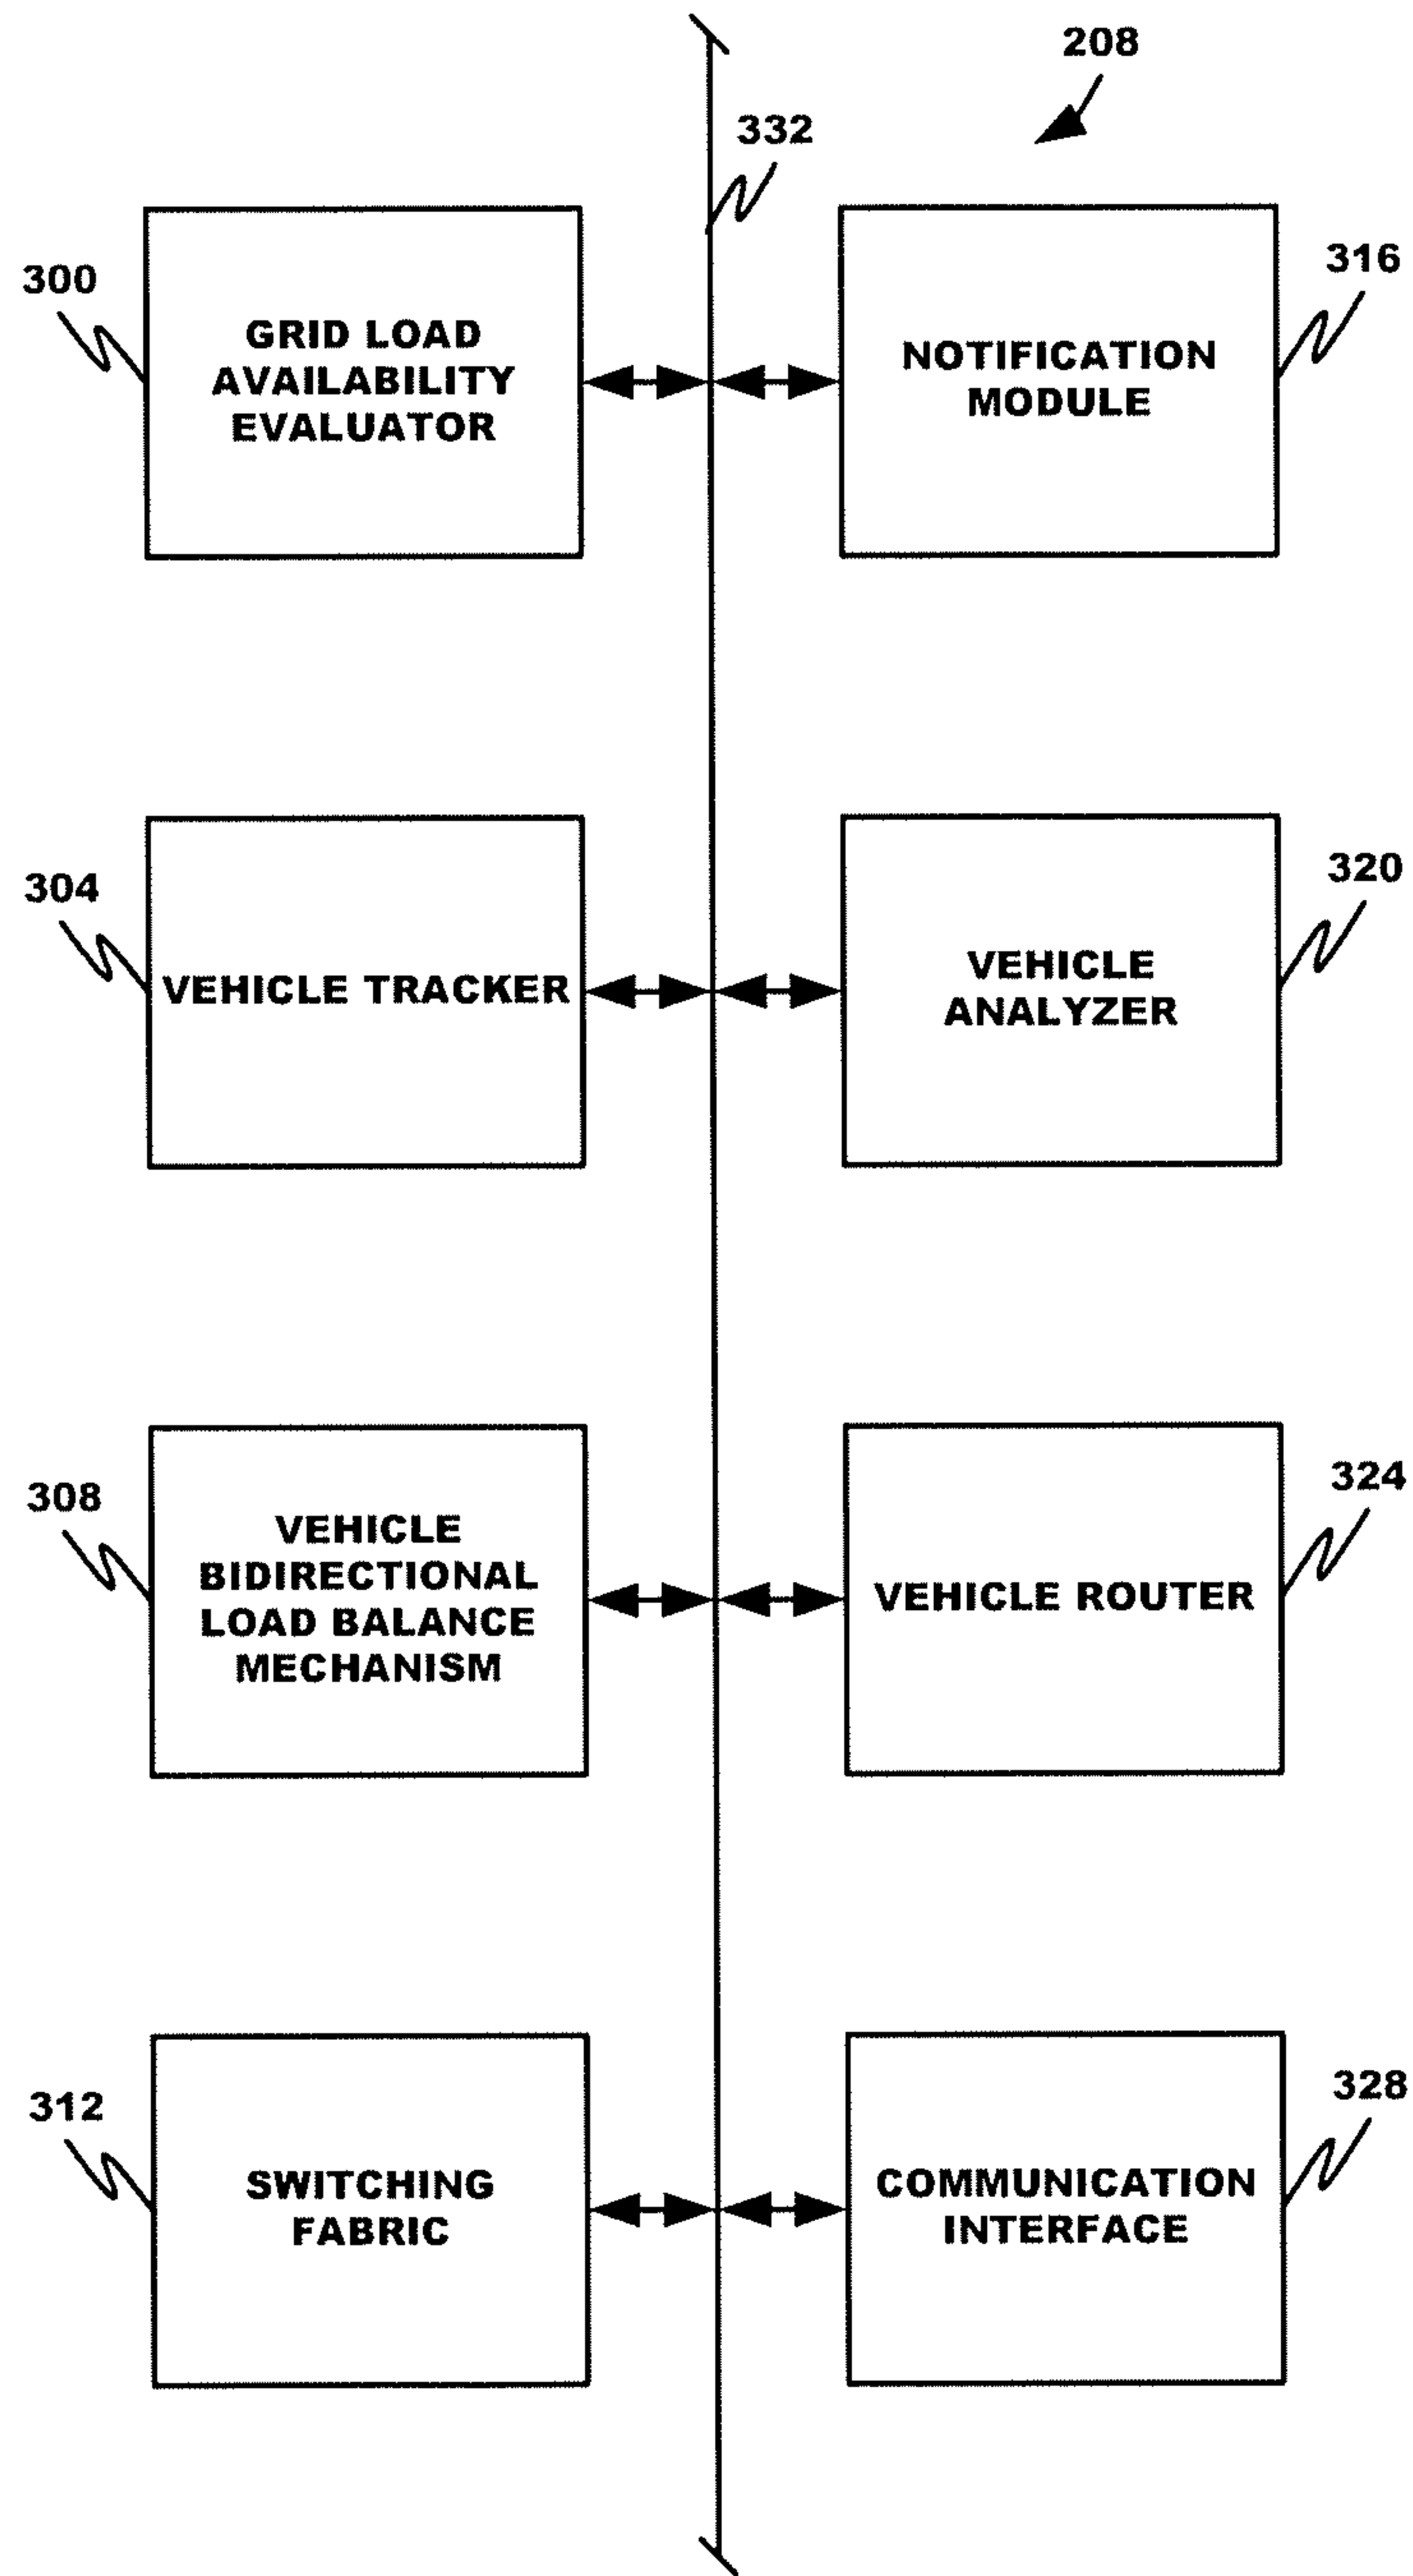 208
332
300
GRID LOAD
AVAILABILITY
EVALUATOR
316
NOTIFICATION
MODULE
304
VEHICLE TRACKER
320
VEHICLE
ANALYZER
308
VEHICLE
BIDIRECTIONAL
LOAD BALANCE
MECHANISM
324
VEHICLE ROUTER
312
SWITCHING
FABRIC
328
COMMUNICATION
INTERFACE